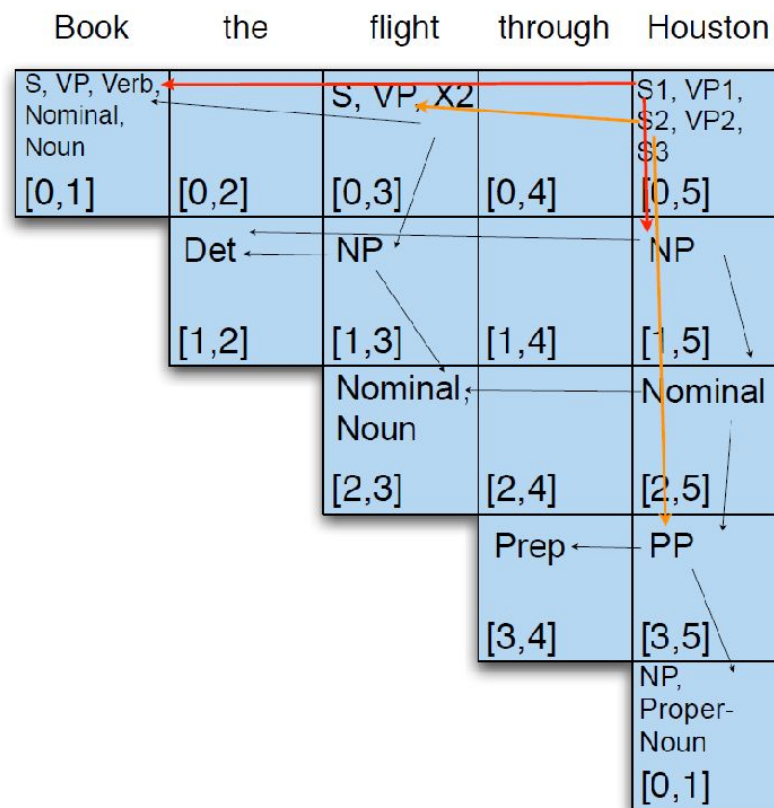 Book the flight through Houston
S, VP, Verb,
Nominal,
Noun
[0,1]
[0,2]
S, VP, X2
[0,3]
[0,4]
S1, VP1,
S2, VP2,
S3
[0,5]
Det
[1,2]
NP
[1,3]
[1,4]
NP
[1,5]
Nominal,
Noun
[2,3]
[2,4]
Nominal
[2,5]
Prep
[3,4]
PP
[3,5]
NP,
Proper-
Noun
[0,1]